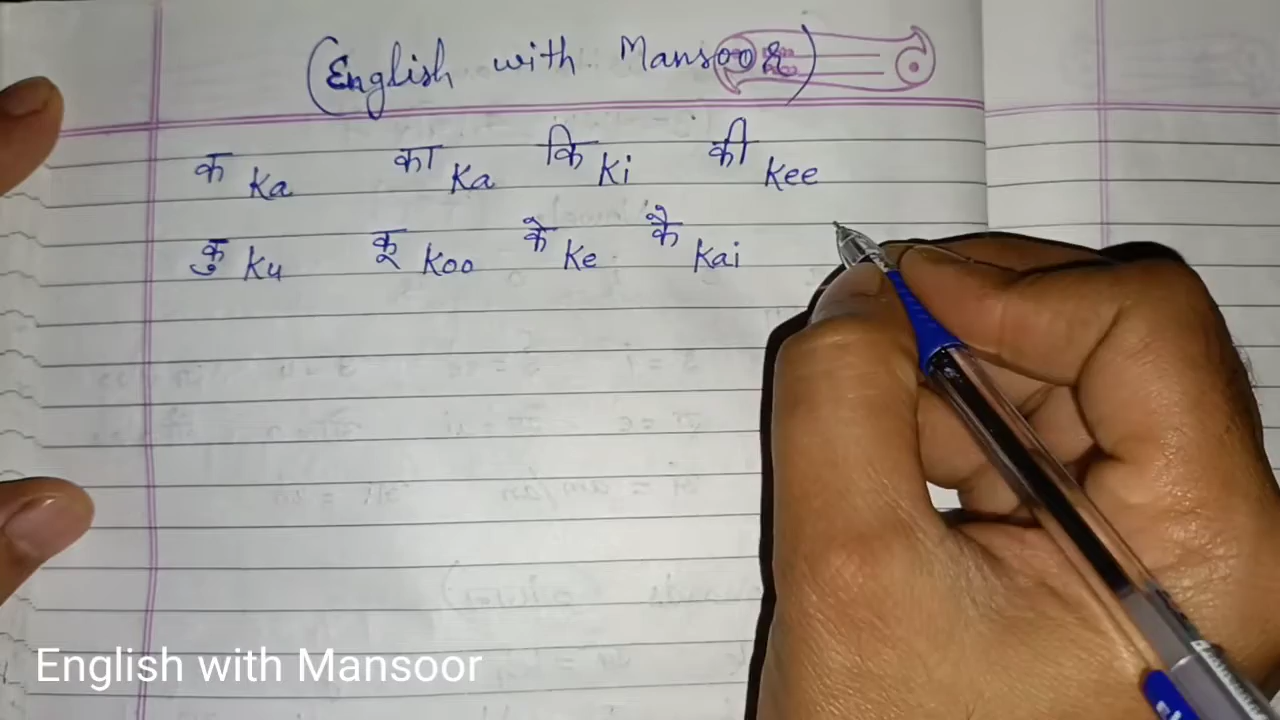 (English with Mansoor)
क Ka का Ka कि Ki की Kee
कु Ku कू Koo के Ke कै Kai
English with Mansoor